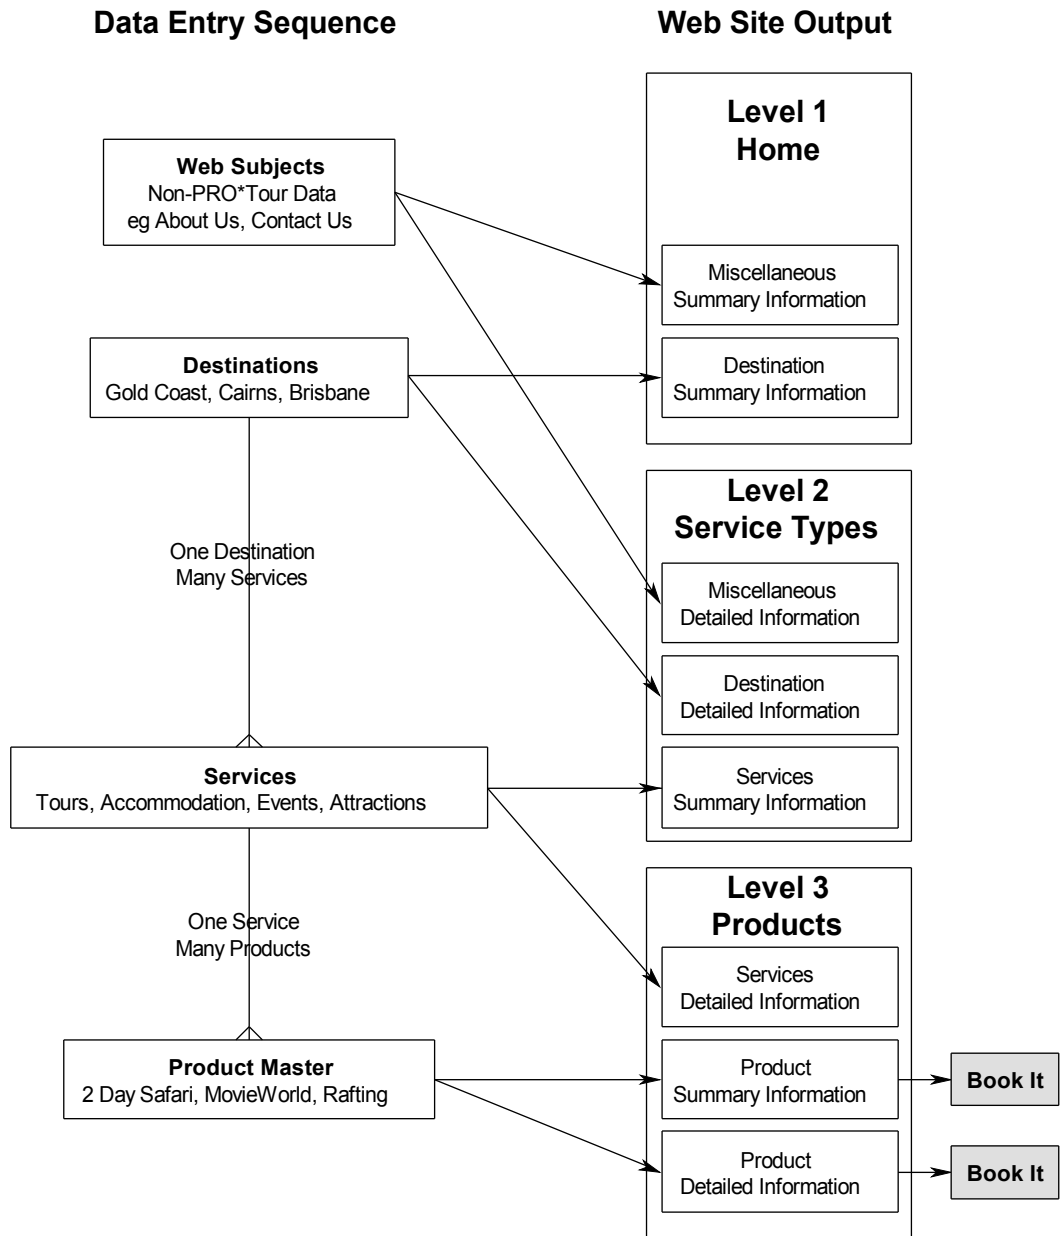 Data Entry Sequence
Web Site Output
Web Subjects
Non-PRO*Tour Data
eg About Us, Contact Us
Destinations
Gold Coast, Cairns, Brisbane
One Destination
Many Services
Services
Tours, Accommodation, Events, Attractions
One Service
Many Products
Product Master
2 Day Safari, MovieWorld, Rafting
Level 1
Home
Miscellaneous
Summary Information
Destination
Summary Information
Level 2
Service Types
Miscellaneous
Detailed Information
Destination
Detailed Information
Services
Summary Information
Level 3
Products
Services
Detailed Information
Product
Summary Information
Book It
Product
Detailed Information
Book It